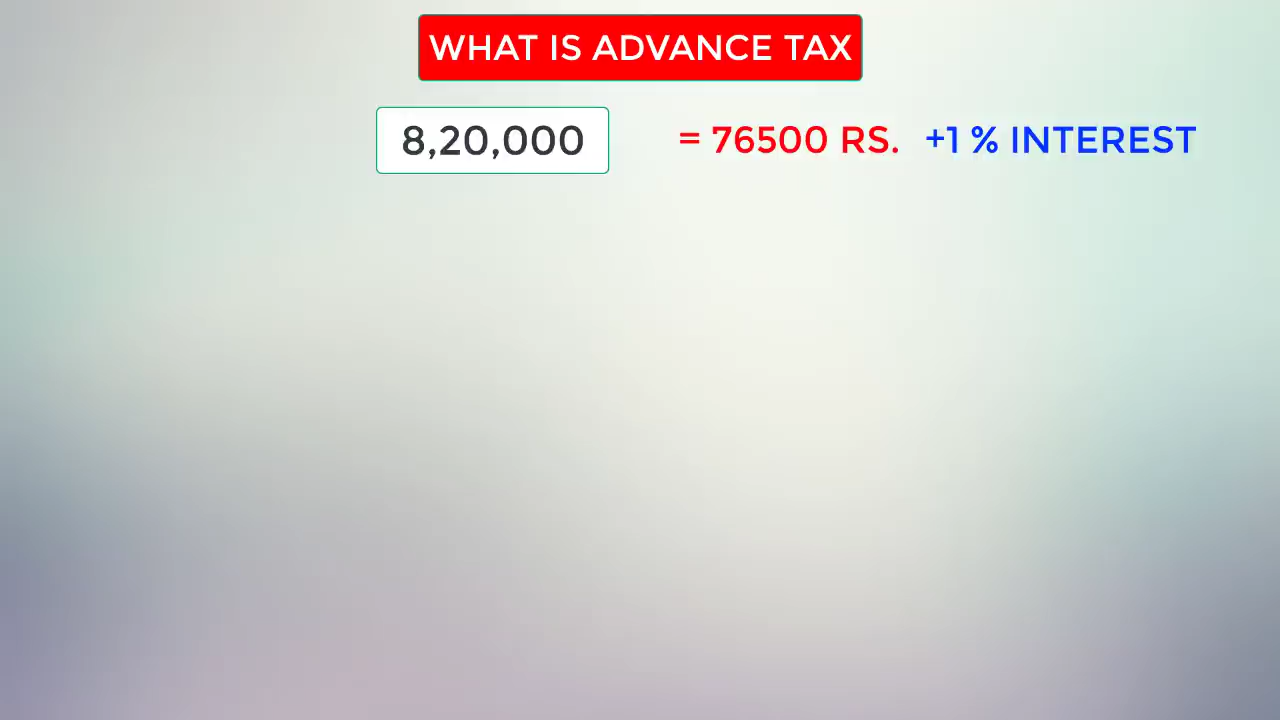 WHAT IS ADVANCE TAX
8,20,000 = 76500 RS. +1 % INTEREST